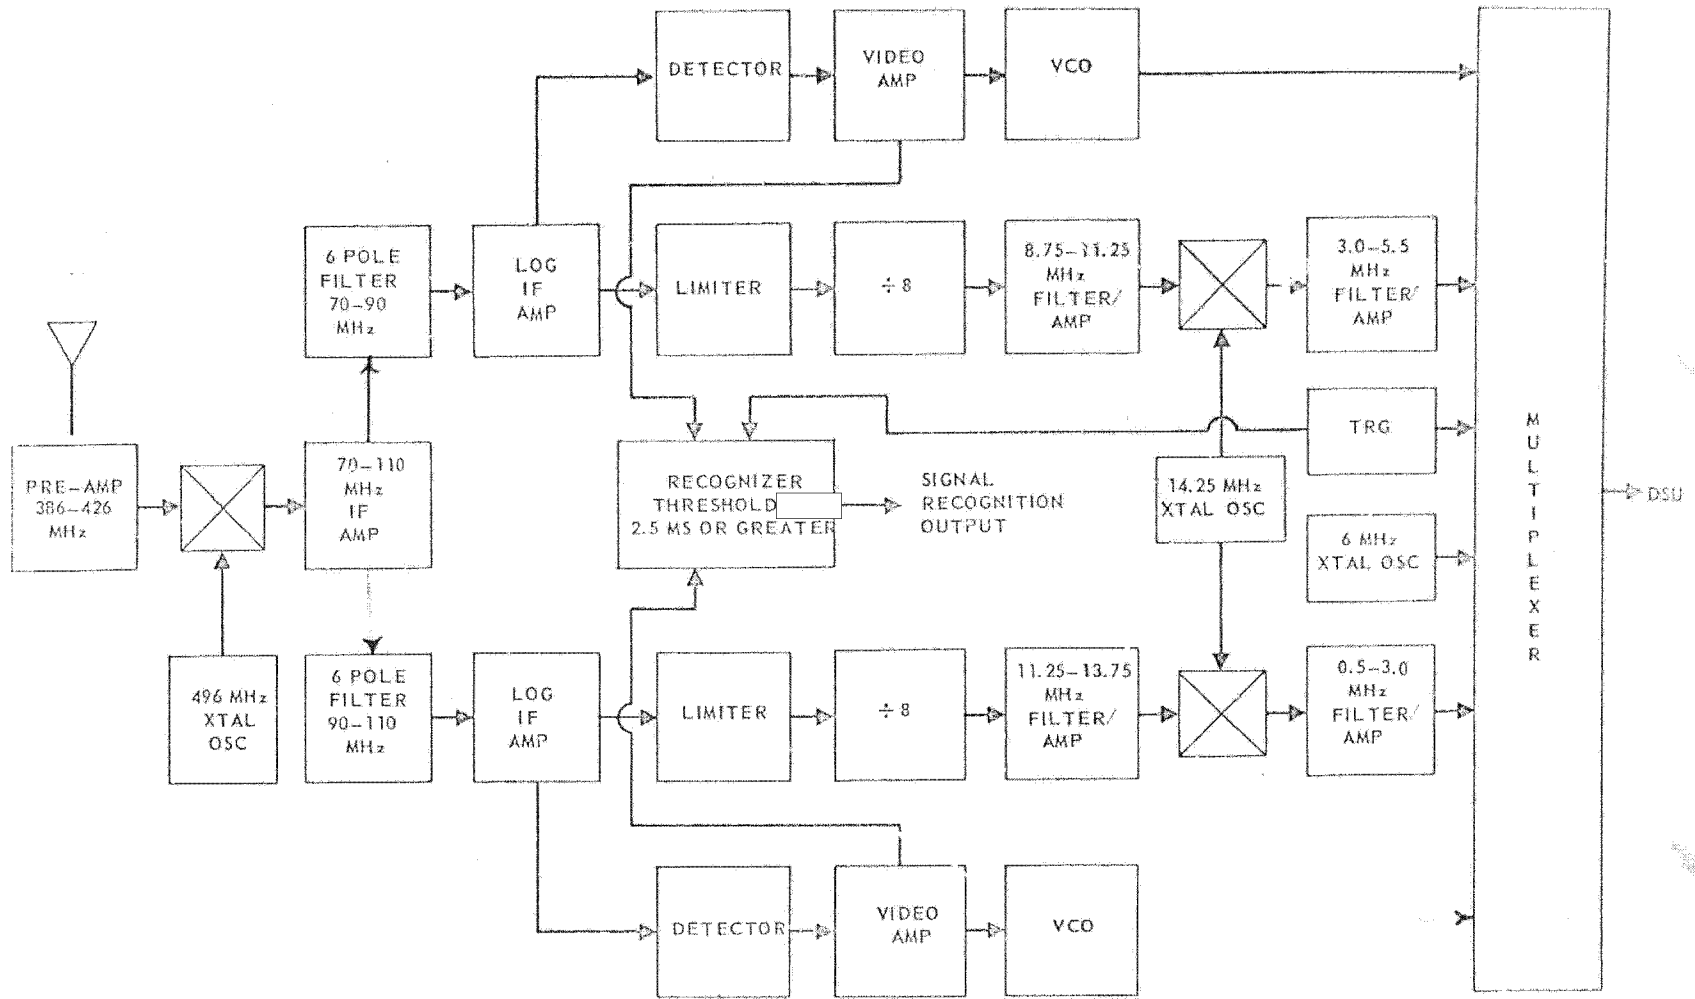 DETECTOR
VIDEO
AMP
VCO
6 POLE
FILTER
70-90
MHz
LOG
IF
AMP
LIMITER
÷8
8.75-11.25
MHz
FILTER/
AMP
3.0-5.5
MHz
FILTER/
AMP
PRE-AMP
386-426
MHz
70-110
MHz
IF
AMP
RECOGNIZER
THRESHOLD
2.5 MS OR GREATER
SIGNAL
RECOGNITION
OUTPUT
14.25 MHz
XTAL OSC
TRG
6 MHz
XTAL OSC
MULTIPLEXER
DSU
496 MHz
XTAL
OSC
6 POLE
FILTER
90-110
MHz
LOG
IF
AMP
LIMITER
÷8
11.25-13.75
MHz
FILTER/
AMP
0.5-3.0
MHz
FILTER/
AMP
DETECTOR
VIDEO
AMP
VCO